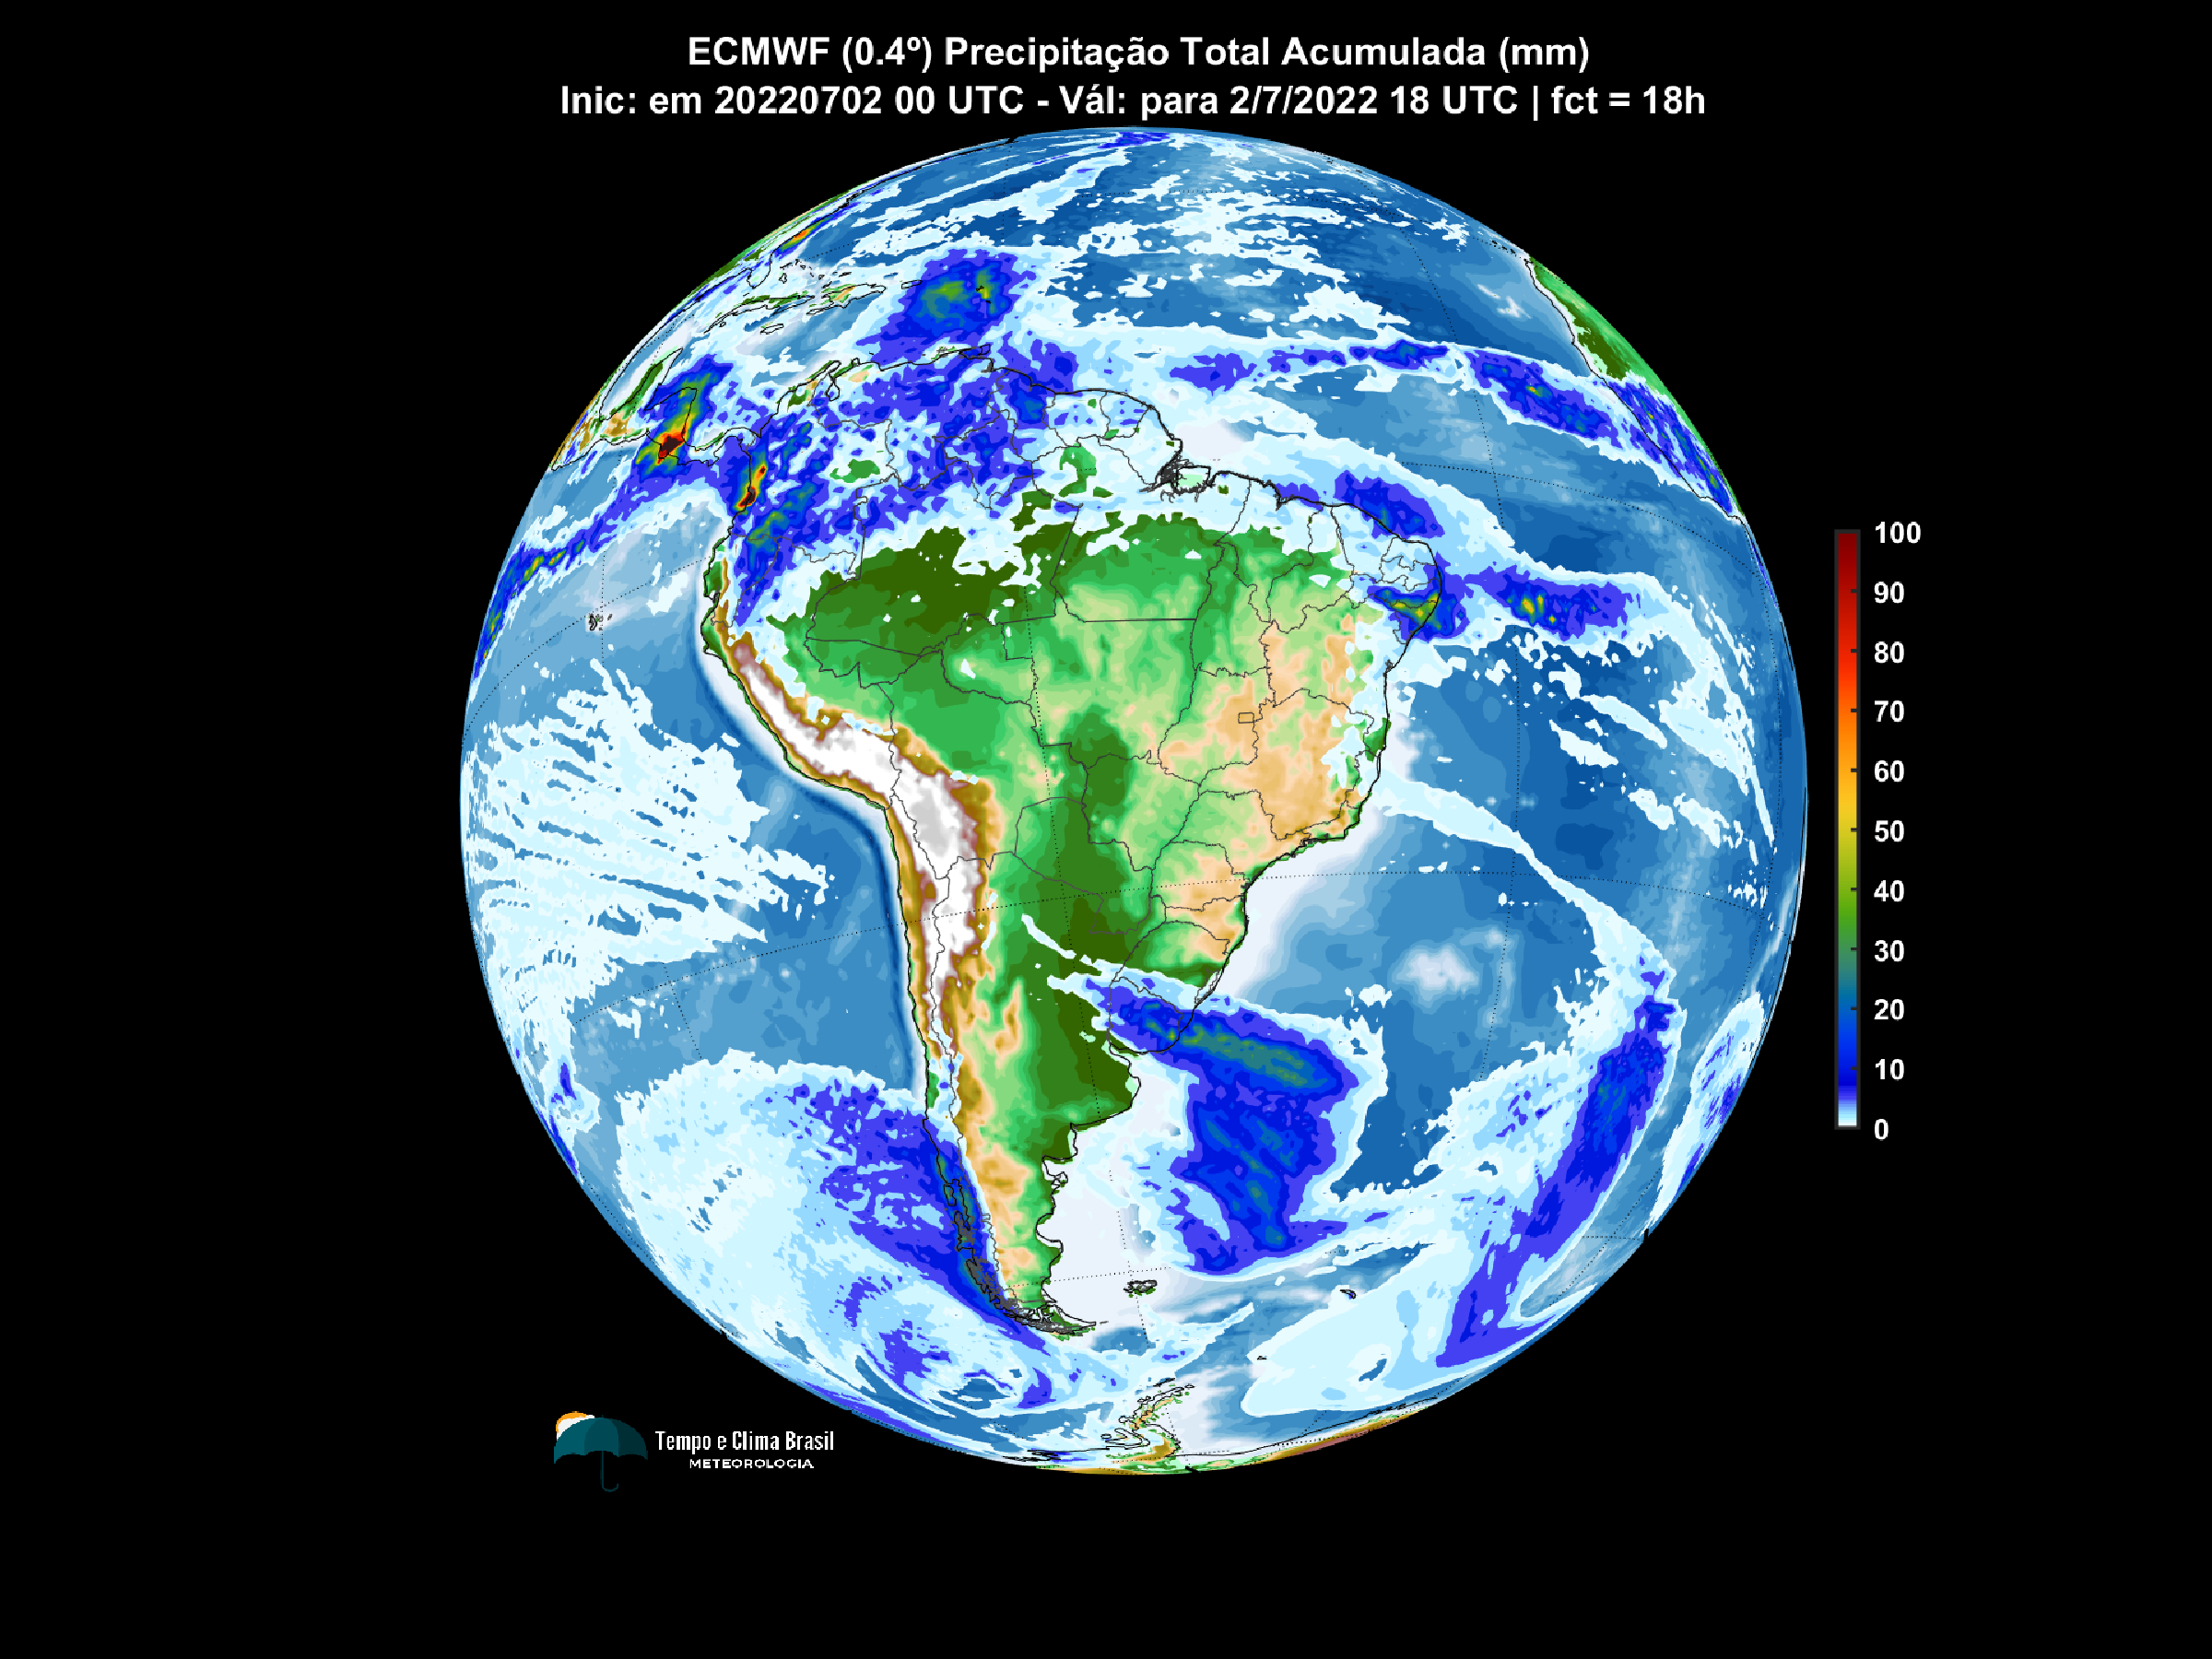 ECMWF (0.4º) Precipitação Total Acumulada (mm)
Inic: em 20220702 00 UTC - Vál: para 2/7/2022 18 UTC | fct = 18h
100
90
80
70
60
50
40
30
20
10
0
Tempo e Clima Brasil
METEOROLOGIA